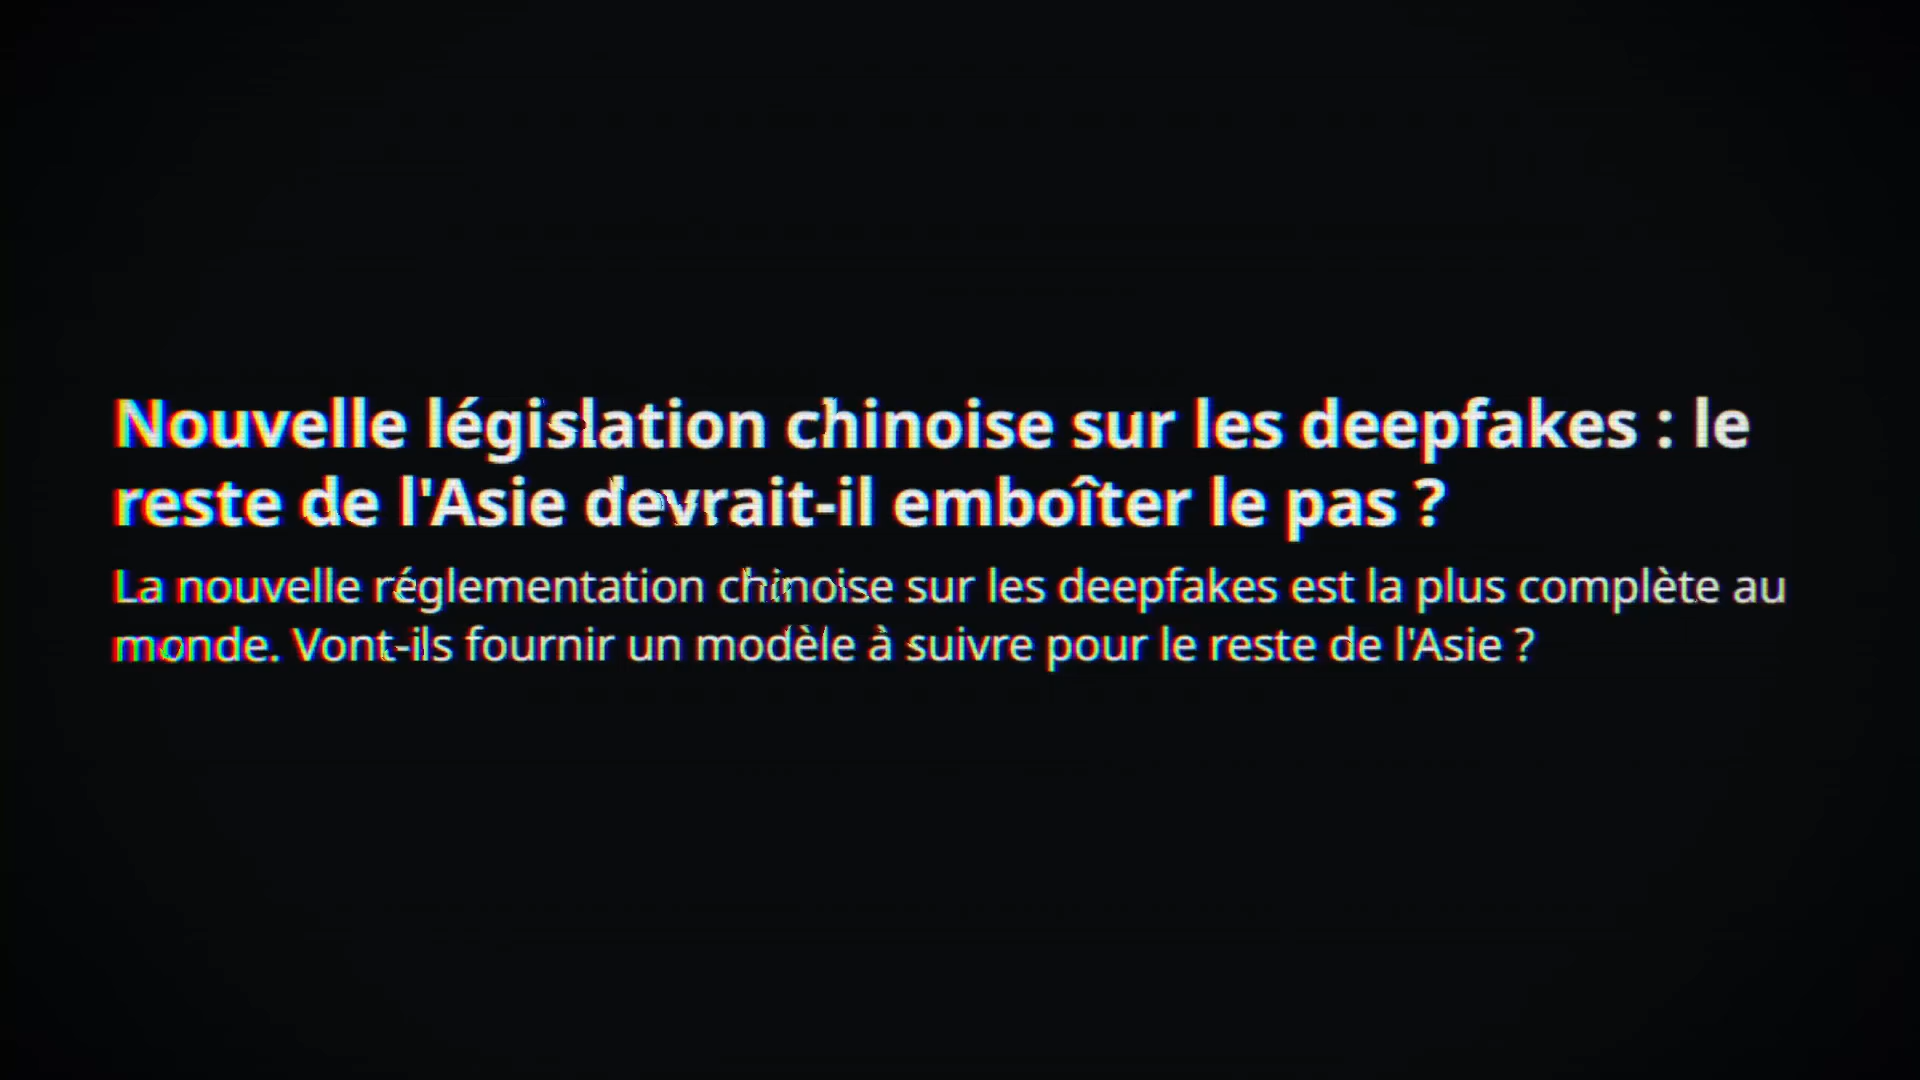 Nouvelle législation chinoise sur les deepfakes : le
reste de l'Asie devrait-il emboîter le pas ?
La nouvelle réglementation chinoise sur les deepfakes est la plus complète au
monde. Vont-ils fournir un modèle à suivre pour le reste de l'Asie ?